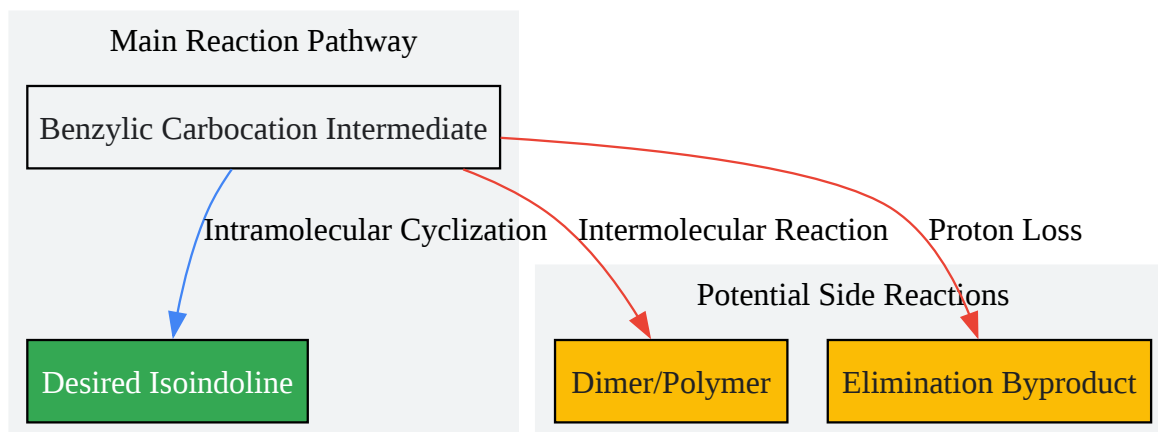 Main Reaction Pathway
Benzylic Carbocation Intermediate
Intramolecular Cyclization
Intermolecular Reaction
Proton Loss
Potential Side Reactions
Desired Isoindoline
Dimer/Polymer
Elimination Byproduct